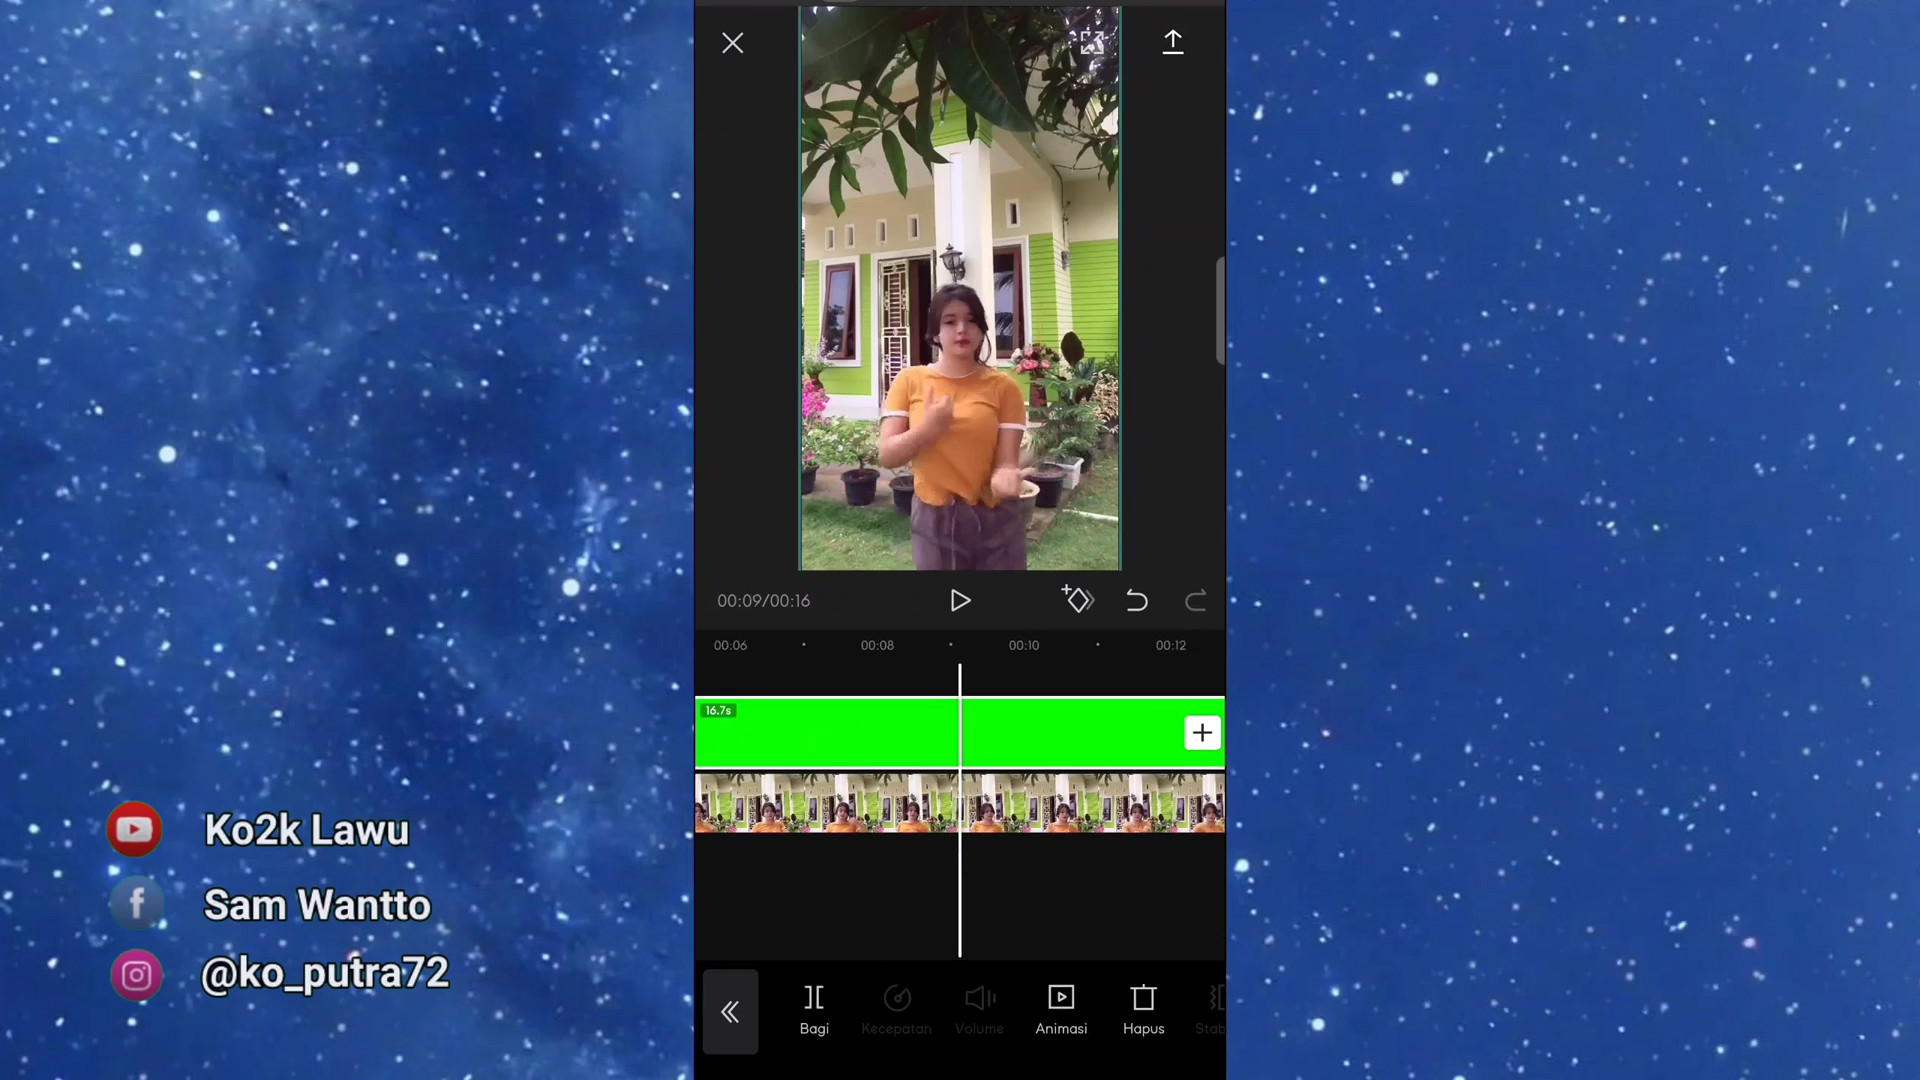 00:09/00:16
00:06
00:08
00:10
00:12
16.7s
Ko2k Lawu
Sam Wantto
@ko_putra72
Bagi
Kecepatan
Volume
Animasi
Hapus
Stab